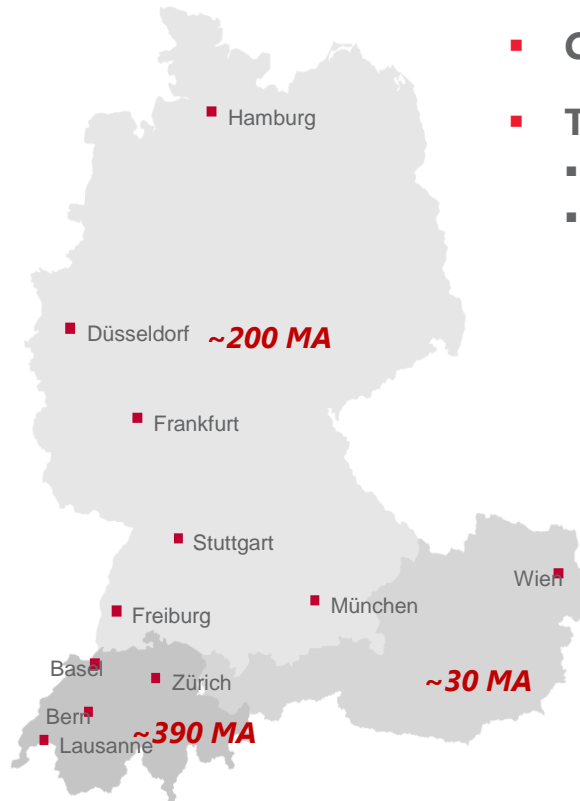 Hamburg
Düsseldorf
~200 MA
Frankfurt
Stuttgart
Wien
München
Freiburg
Basel
Zürich
~30 MA
Bern
~390 MA
Lausanne